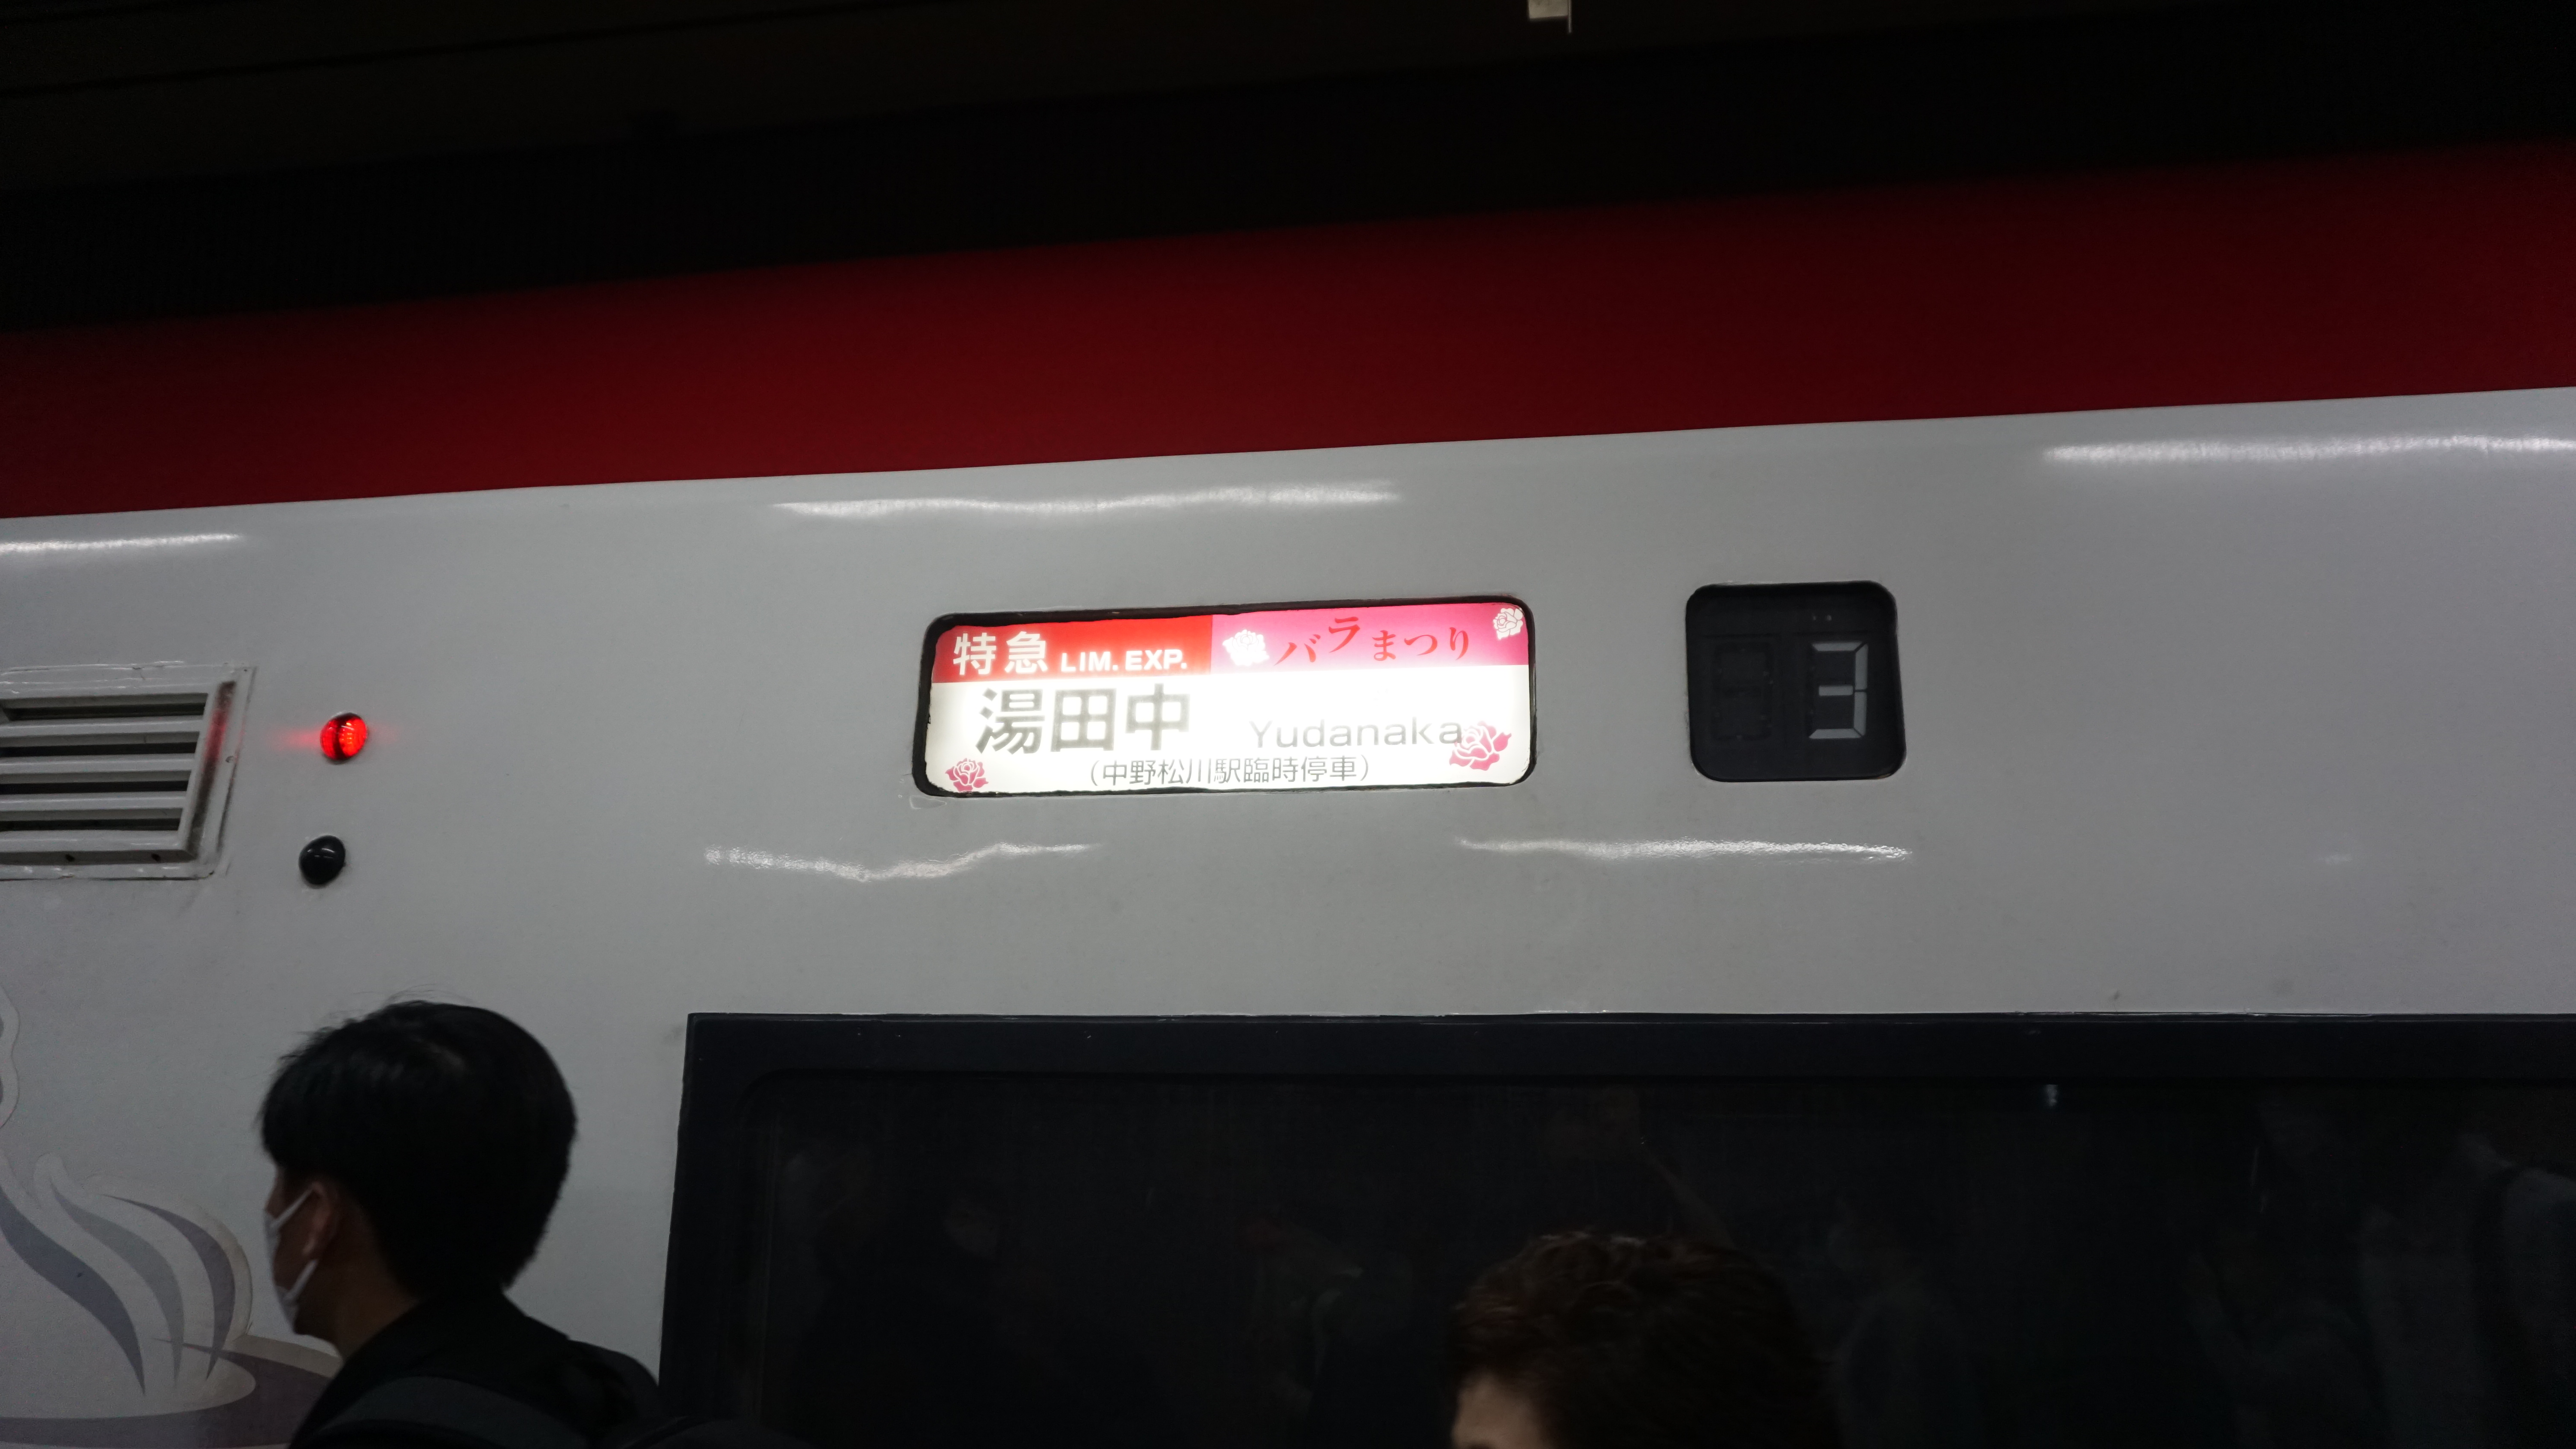 特急 LIM. EXP. バラまつり
湯田中 Yudanaka
（中野松川駅臨時停車）
3